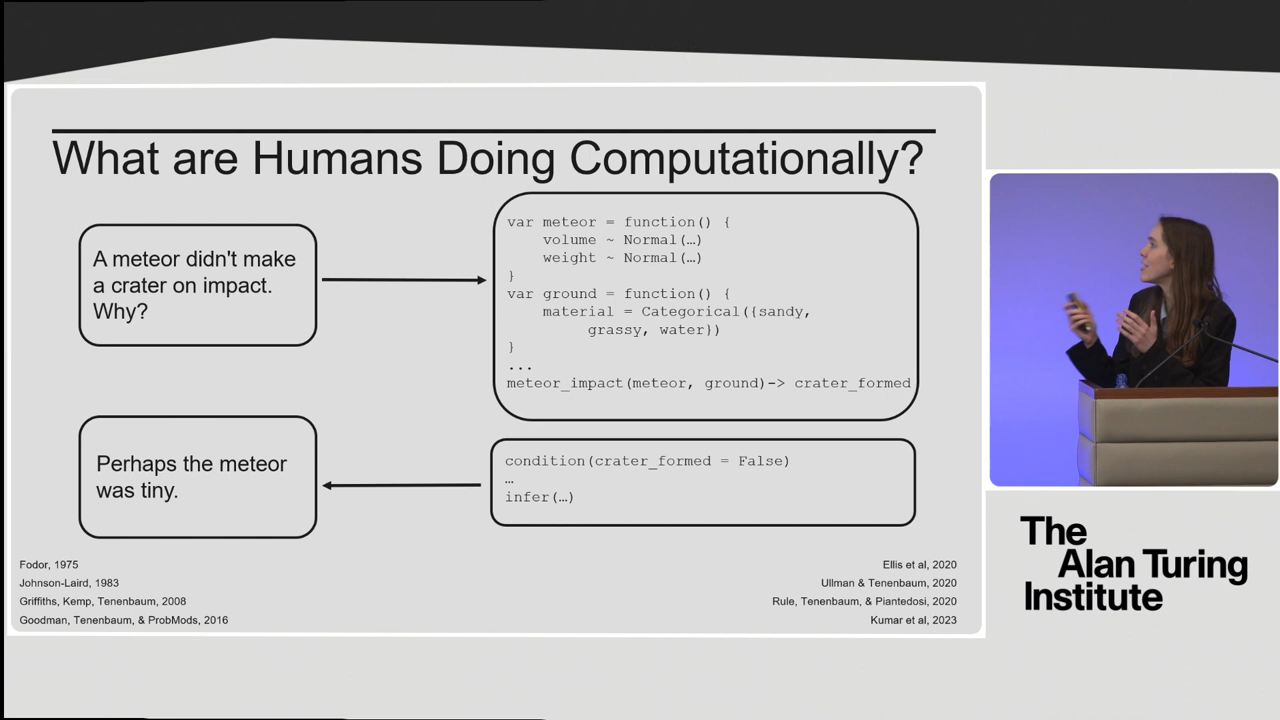 What are Humans Doing Computationally?
A meteor didn't make
a crater on impact.
Why?
var meteor = function() {
volume ~ Normal(…)
weight ~ Normal(…)
}
var ground = function() {
material = Categorical({sandy,
grassy, water})
}
...
meteor_impact(meteor, ground)-> crater_formed
Perhaps the meteor
was tiny.
condition(crater_formed = False)
…
infer(…)
Fodor, 1975
Johnson-Laird, 1983
Griffiths, Kemp, Tenenbaum, 2008
Goodman, Tenenbaum, & ProbMods, 2016
Ellis et al, 2020
Ullman & Tenenbaum, 2020
Rule, Tenenbaum, & Piantedosi, 2020
Kumar et al, 2023
The
Alan Turing
Institute